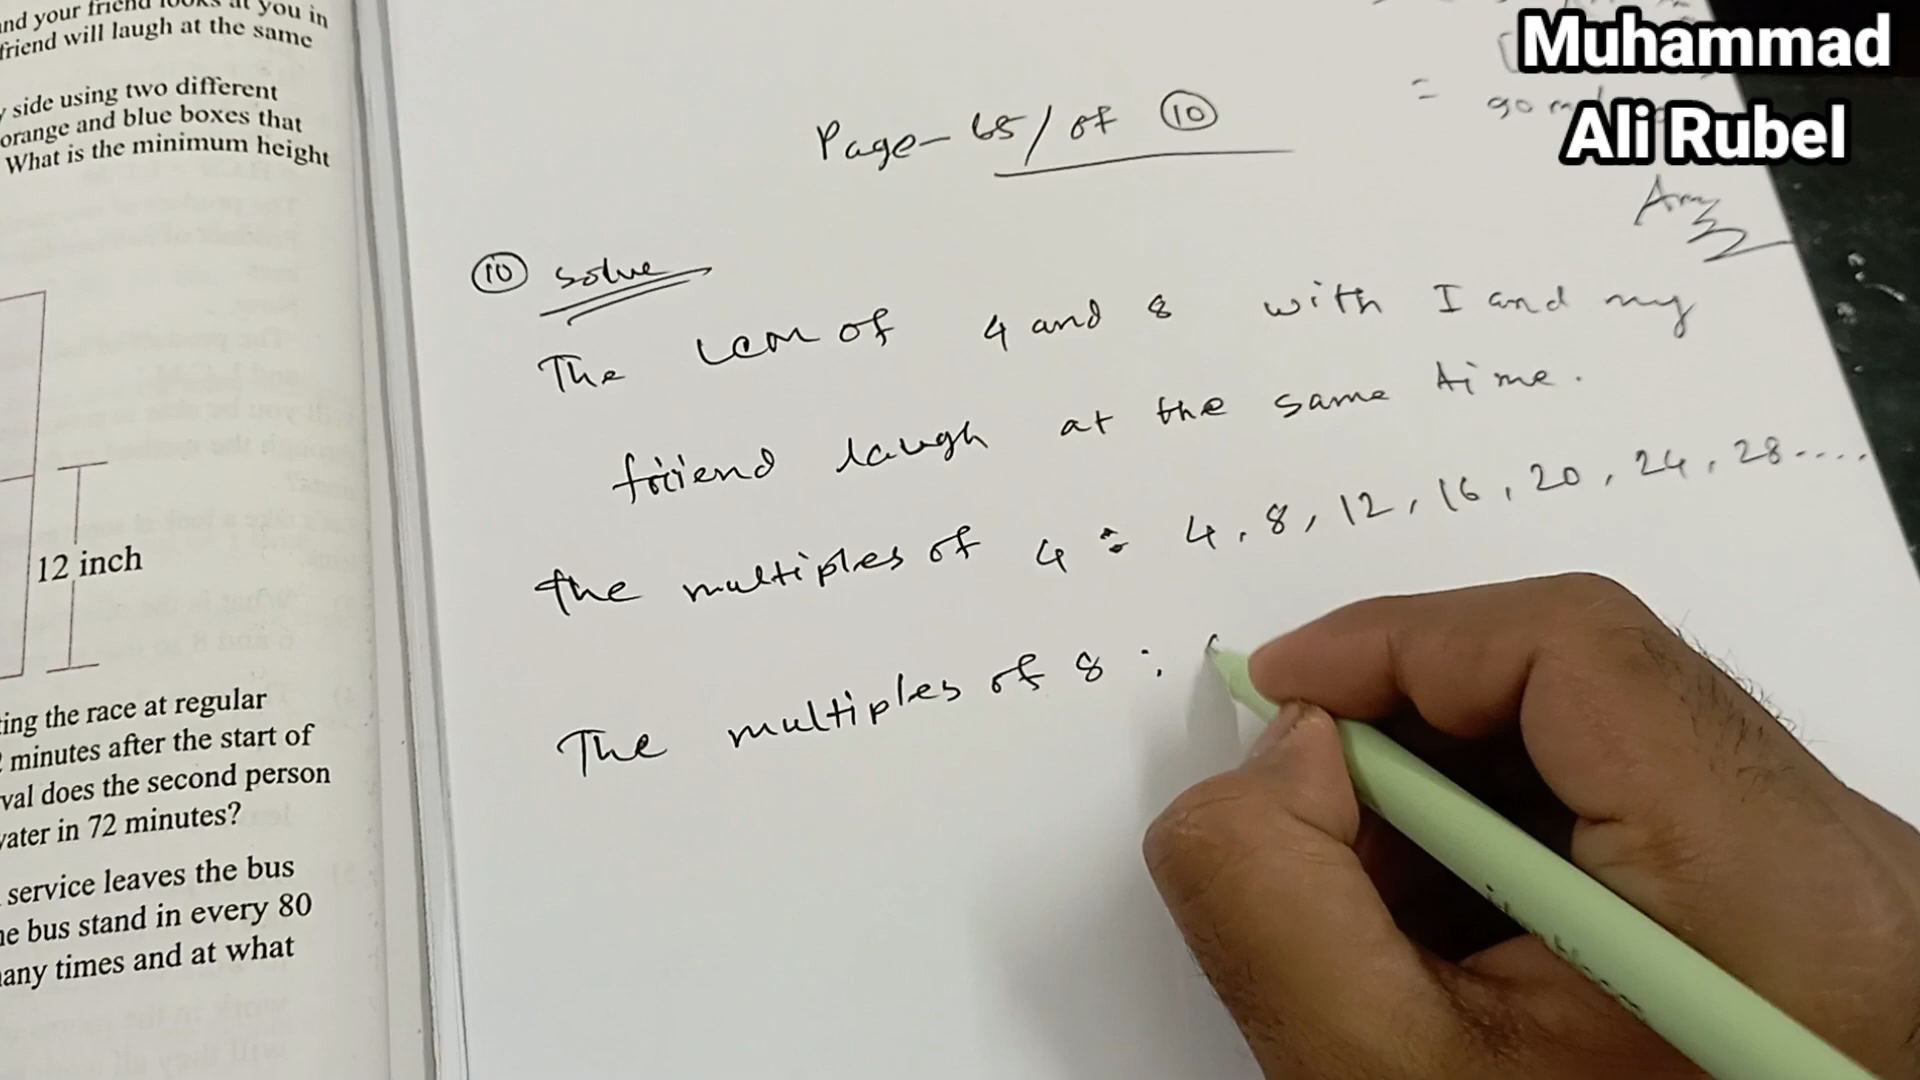 and your friend looks at you in
friend will laugh at the same
side using two different
orange and blue boxes that
What is the minimum height
12 inch
ting the race at regular
minutes after the start of
val does the second person
water in 72 minutes?
service leaves the bus
he bus stand in every 80
many times and at what
Page-65/of 10
10 solve
The LCM of 4 and 8 with I and my
friend laugh at the same time.
the multiples of 4 : 4, 8, 12, 16, 20, 24, 28....
The multiples of 8 :
Muhammad
Ali Rubel